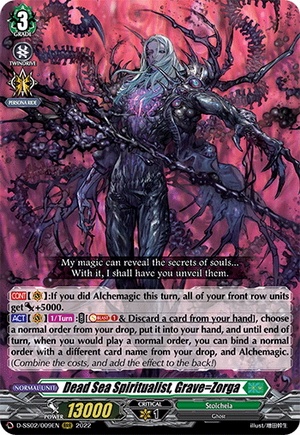 3
GRADE
TWINDRIVE
PERSONA RIDE
My magic can reveal the secrets of souls...
With it, I shall have you unveil them.
[CONT] :If you did Alchemagic this turn, all of your front row units
get +5000.
[ACT] [1/Turn]: & Discard a card from your hand], choose
a normal order from your drop, put it into your hand, and until end of
turn, when you would play a normal order, you can bind a normal
order with a different card name from your drop, and Alchemagic.
(Combine the costs, and add the effect to the back!)
NORMAL UNIT Dead Sea Spiritualist, Grave=Zorga
POWER 13000 CRITICAL 1 Stoicheia
Ghost
D-SS02/009EN RRR 2022 illust/増田幹生